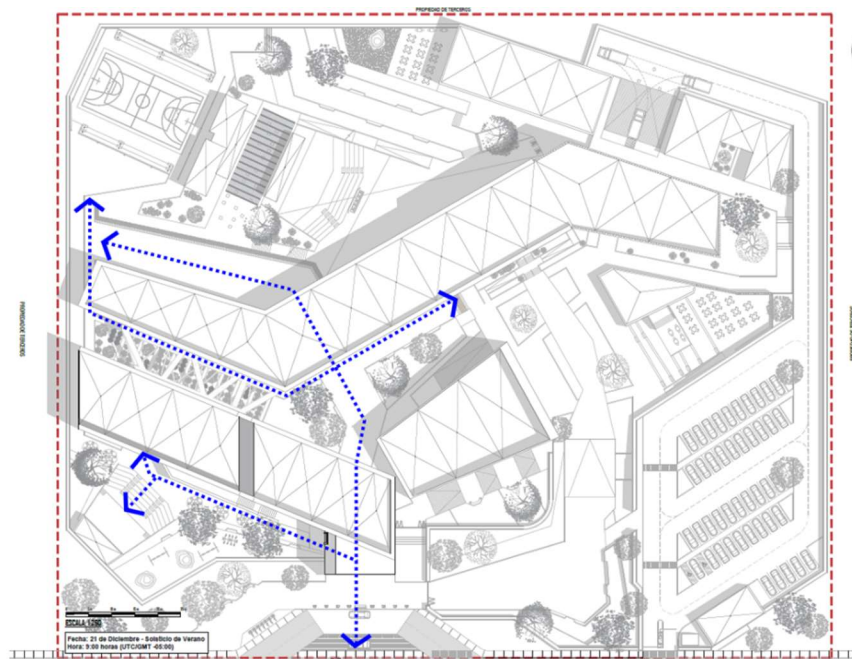 PROPIEDAD DE TERCEROS
PROPIEDAD DE TERCEROS
ESCALA 1:250
Fecha: 21 de Diciembre - Solsticio de Verano
Hora: 9:00 horas (UTC/GMT -05:00)